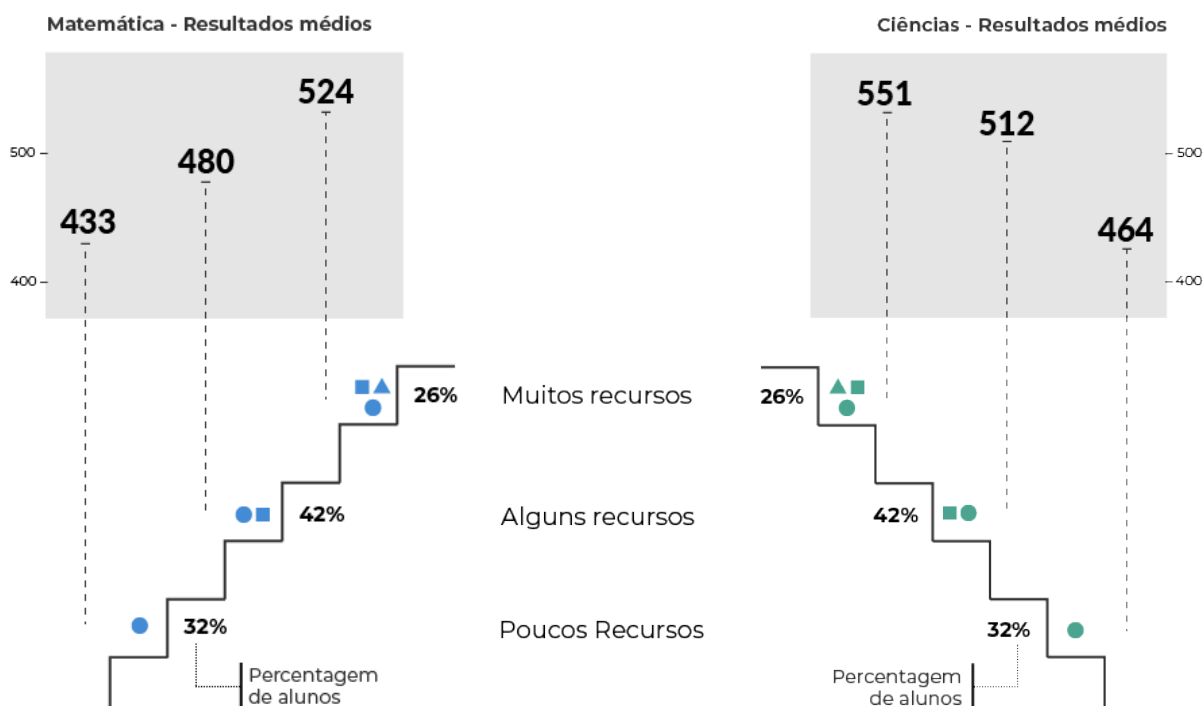 Matemática - Resultados médios
Ciências - Resultados médios
524
551
512
500
480
500
433
464
400
400
26%
Muitos recursos
26%
42%
Alguns recursos
42%
32%
Poucos Recursos
32%
Percentagem
de alunos
Percentagem
de alunos